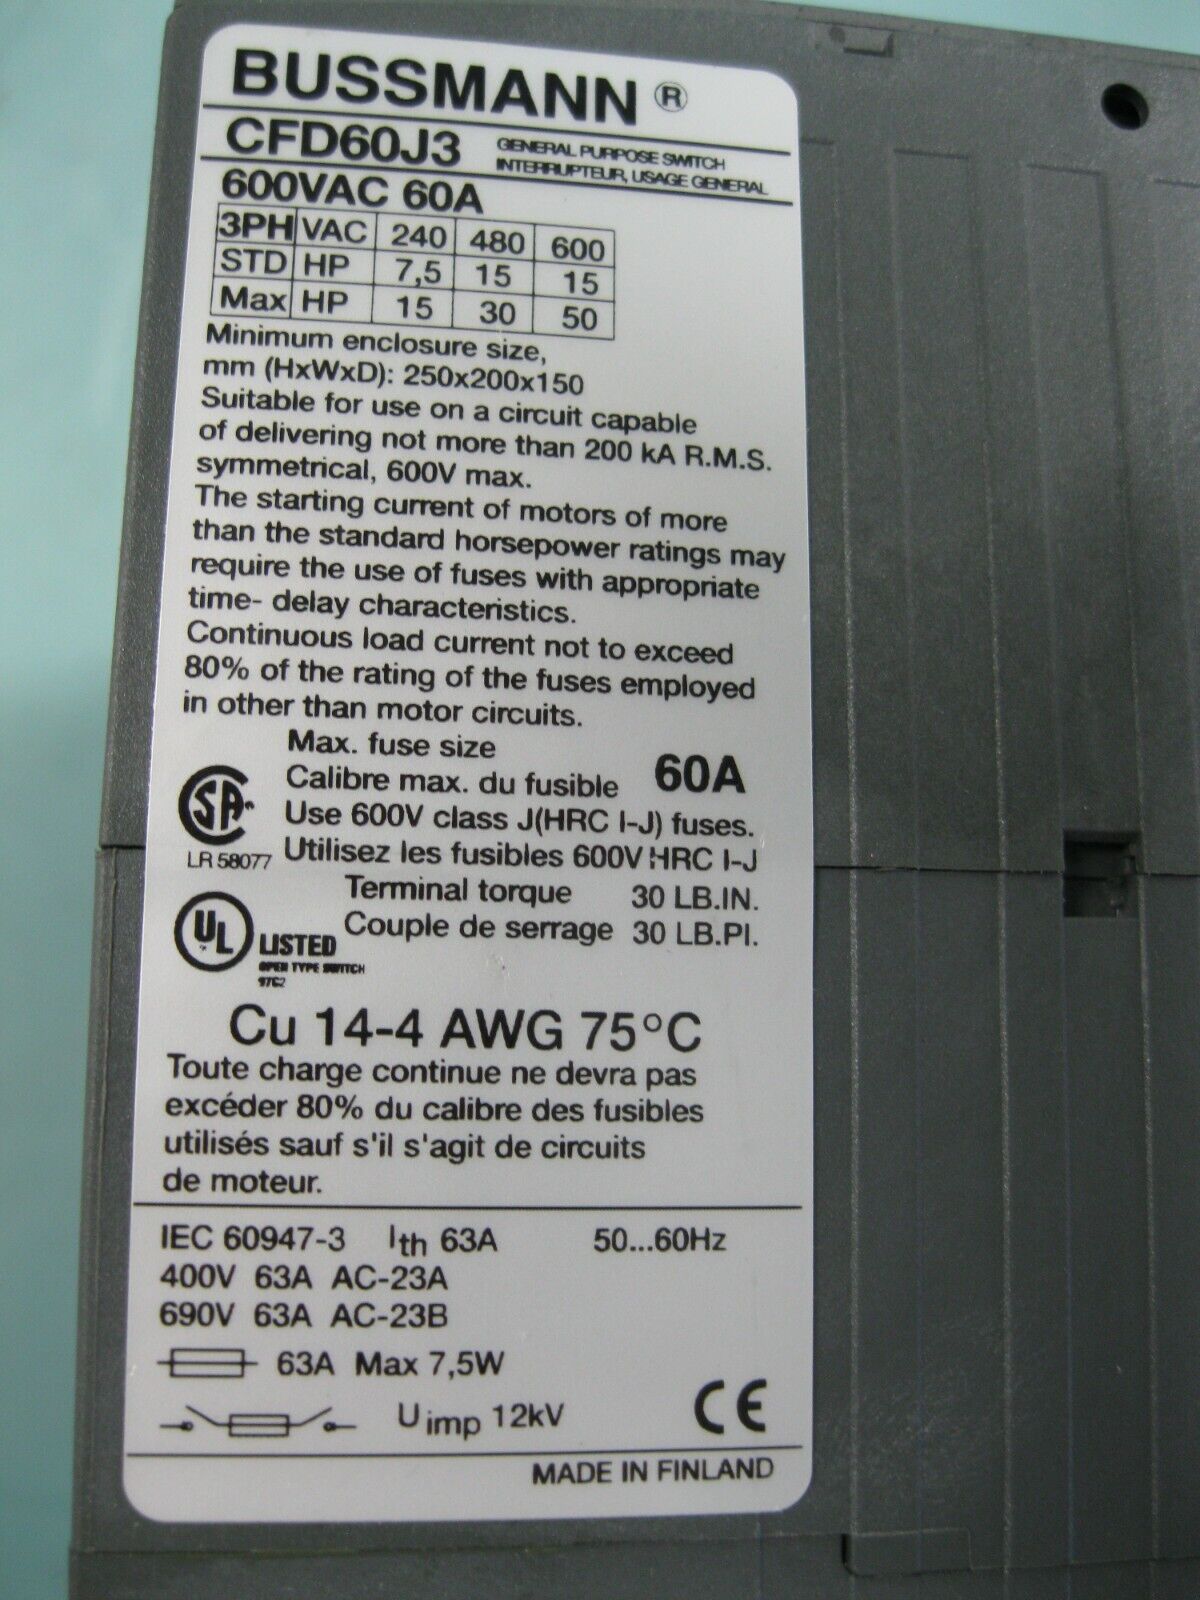 BUSSMANN ®
CFD60J3 GENERAL PURPOSE SWITCH
INTERRUPTEUR, USAGE GENERAL
600VAC 60A
3PH VAC 240 480 600
STD HP 7,5 15 15
Max HP 15 30 50
Minimum enclosure size,
mm (HxWxD): 250x200x150
Suitable for use on a circuit capable
of delivering not more than 200 kA R.M.S.
symmetrical, 600V max.
The starting current of motors of more
than the standard horsepower ratings may
require the use of fuses with appropriate
time- delay characteristics.
Continuous load current not to exceed
80% of the rating of the fuses employed
in other than motor circuits.
Max. fuse size
Calibre max. du fusible 60A
Use 600V class J(HRC I-J) fuses.
Utilisez les fusibles 600V HRC I-J
SA
LR 58077
Terminal torque 30 LB.IN.
Couple de serrage 30 LB.PI.
UL LISTED
OPEN TYPE SWITCH
97C2
Cu 14-4 AWG 75°C
Toute charge continue ne devra pas
excéder 80% du calibre des fusibles
utilisés sauf s'il s'agit de circuits
de moteur.
IEC 60947-3 Ith 63A 50...60Hz
400V 63A AC-23A
690V 63A AC-23B
63A Max 7,5W
U imp 12kV CE
MADE IN FINLAND